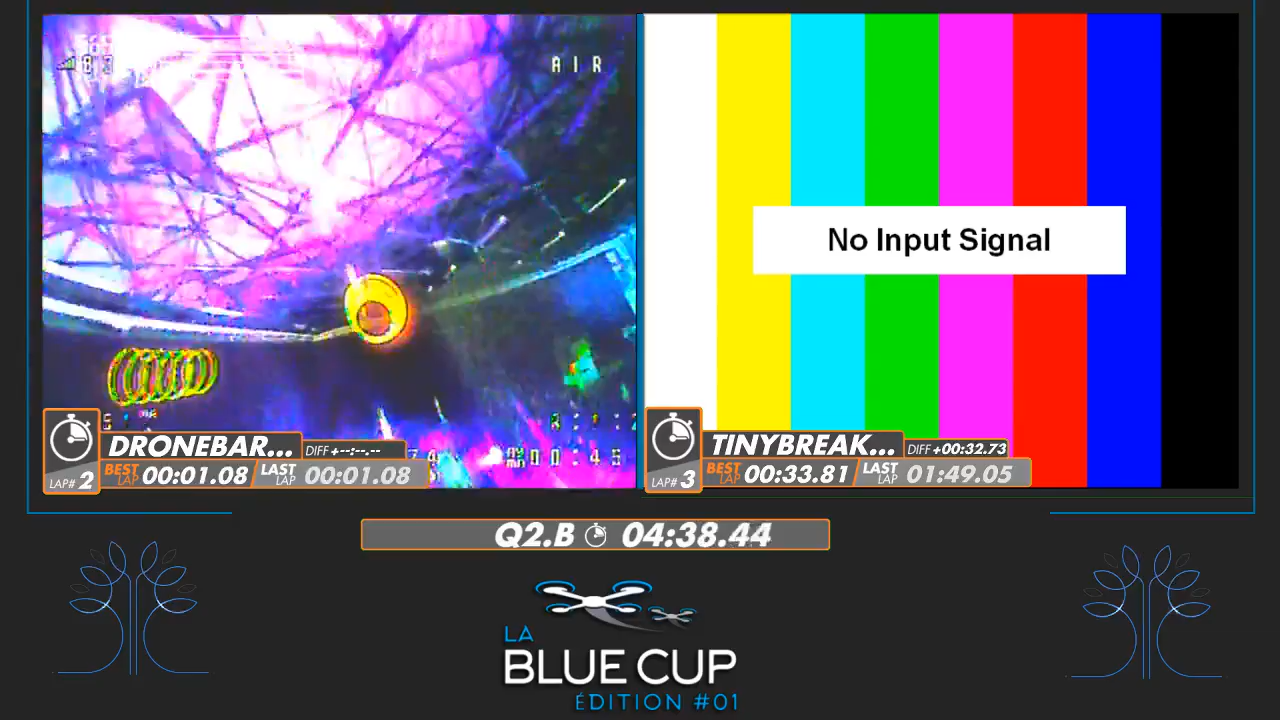 AIR
No Input Signal
DRONEBAR...
DIFF +--:--.--
LAP# 2
BEST LAP 00:01.08
LAST LAP 00:01.08
TINYBREAK...
DIFF +00:32.73
LAP# 3
BEST LAP 00:33.81
LAST LAP 01:49.05
Q2.B 04:38.44
LA
BLUE CUP
ÉDITION #01